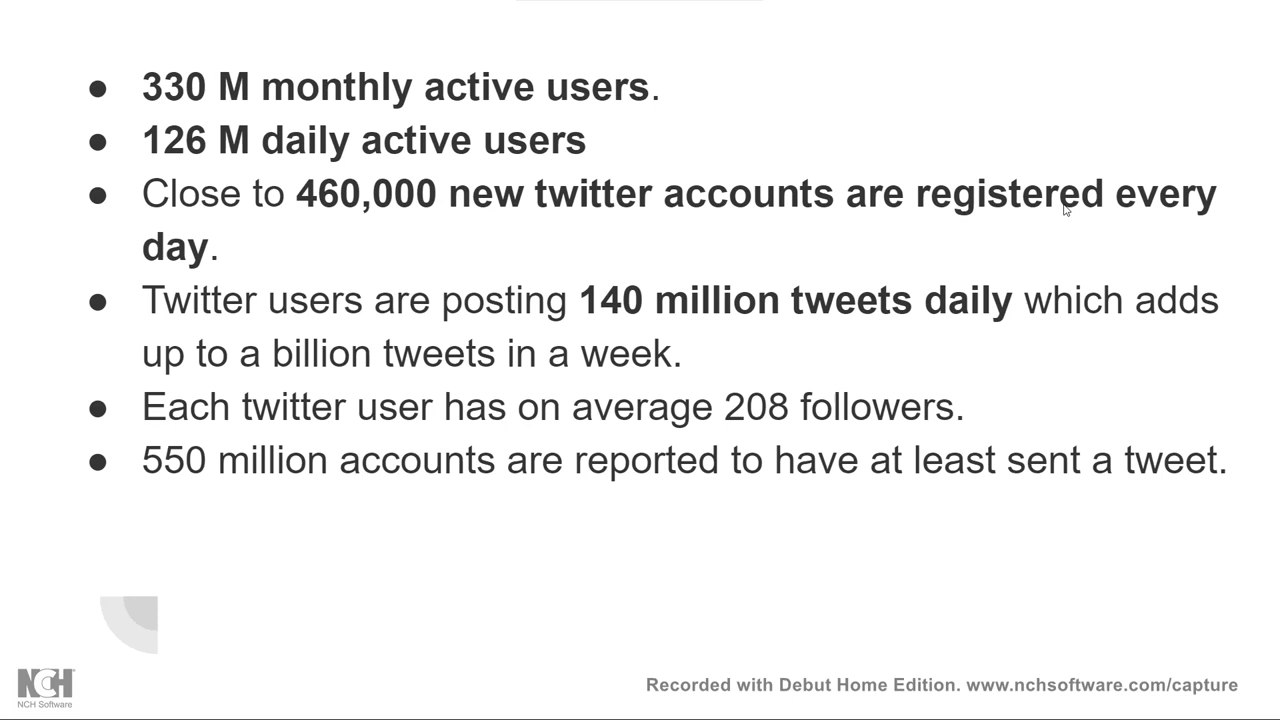 ● 330 M monthly active users.
● 126 M daily active users
● Close to 460,000 new twitter accounts are registered every
day.
● Twitter users are posting 140 million tweets daily which adds
up to a billion tweets in a week.
● Each twitter user has on average 208 followers.
● 550 million accounts are reported to have at least sent a tweet.
NCH
NCH Software
Recorded with Debut Home Edition. www.nchsoftware.com/capture